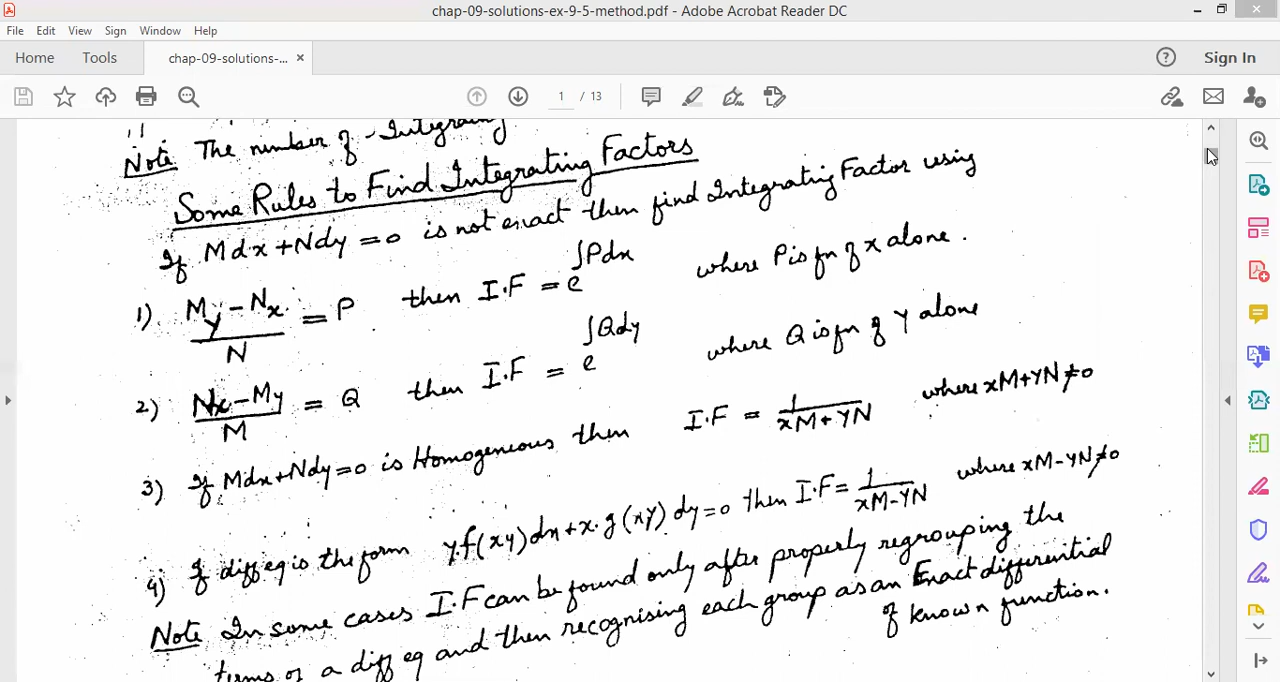 chap-09-solutions-ex-9-5-method.pdf - Adobe Acrobat Reader DC
File Edit View Sign Window Help
Home Tools chap-09-solutions-... × Sign In
1 / 13
Note The number of Integrating
Some Rules to Find Integrating Factors
If Mdx + Ndy = 0 is not exact then find Integrating Factor using
1) (My - Nx)/N = P then I.F = e^∫Pdx where P is fn of x alone.
2) (Nx - My)/M = Q then I.F = e^∫Qdy where Q is fn of y alone
3) If Mdx + Ndy = 0 is Homogeneous then I.F = 1/(xM + yN) where xM + yN ≠ 0
4) If diff eq is the form y.f(xy)dx + x.g(xy)dy = 0 then I.F = 1/(xM - yN) where xM - yN ≠ 0
Note In some cases I.F can be found only after properly regrouping the
terms of a diff eq and then recognising each group as an Exact differential
of known function.